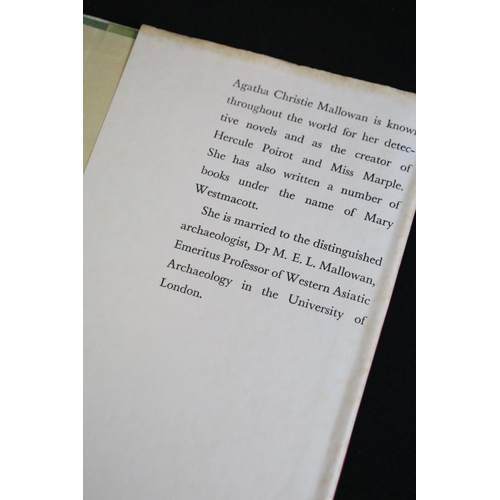 Agatha Christie Mallowan is known
throughout the world for her detec-
tive novels and as the creator of
Hercule Poirot and Miss Marple.
She has also written a number of
books under the name of Mary
Westmacott.
She is married to the distinguished
archaeologist, Dr M. E. L. Mallowan,
Emeritus Professor of Western Asiatic
Archaeology in the University of
London.